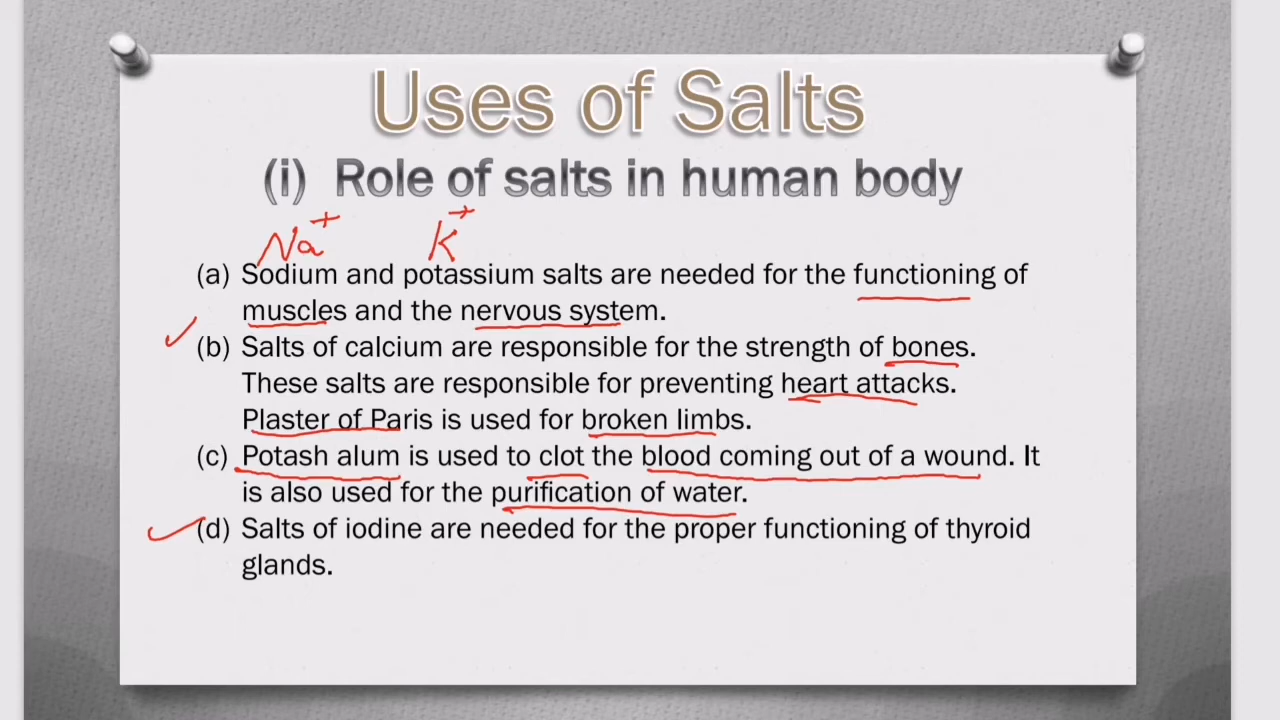 Uses of Salts
(i) Role of salts in human body
Na+ K+
(a) Sodium and potassium salts are needed for the functioning of
muscles and the nervous system.
(b) Salts of calcium are responsible for the strength of bones.
These salts are responsible for preventing heart attacks.
Plaster of Paris is used for broken limbs.
(c) Potash alum is used to clot the blood coming out of a wound. It
is also used for the purification of water.
(d) Salts of iodine are needed for the proper functioning of thyroid
glands.